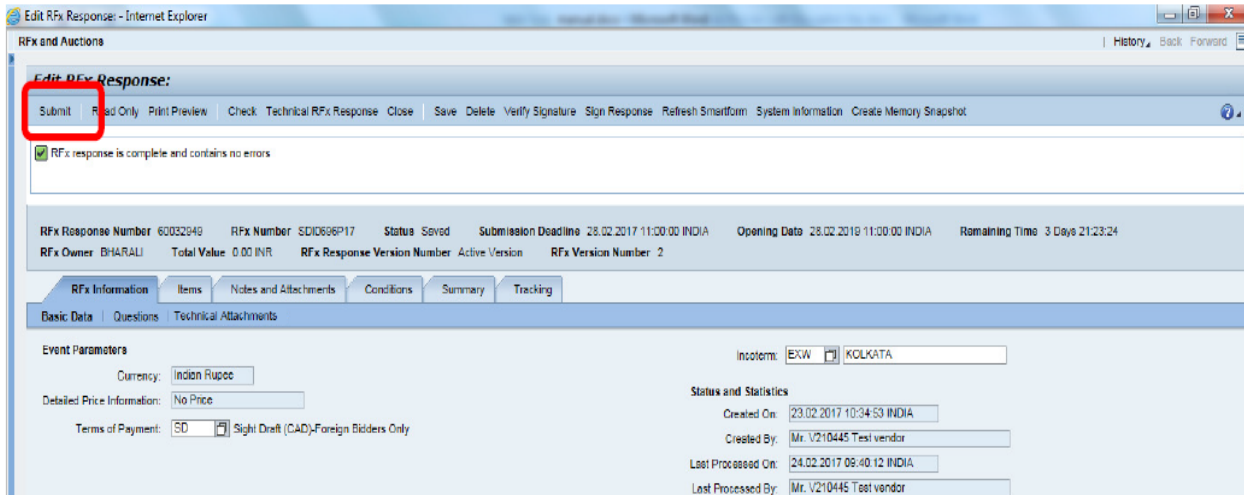 Edit RFx Response: - Internet Explorer
RFx and Auctions
History Back Forward
Edit RFx Response:
Submit Read Only Print Preview Check Technical RFx Response Close Save Delete Verify Signature Sign Response Refresh Smartform System Information Create Memory Snapshot
RFx response is complete and contains no errors
RFx Response Number 60032949 RFx Number SDI0696P17 Status Saved Submission Deadline 28.02.2017 11:00:00 INDIA Opening Date 28.02.2019 11:00:00 INDIA Remaining Time 3 Days 21:23:24
RFx Owner BHARALI Total Value 0.00 INR RFx Response Version Number Active Version RFx Version Number 2
RFx Information Items Notes and Attachments Conditions Summary Tracking
Basic Data Questions Technical Attachments
Event Parameters
Currency: Indian Rupee
Detailed Price Information: No Price
Terms of Payment: SD Sight Draft (CAD)-Foreign Bidders Only
Incoterm: EXW KOLKATA
Status and Statistics
Created On: 23.02.2017 10:34:53 INDIA
Created By: Mr. V210445 Test vendor
Last Processed On: 24.02.2017 09:40:12 INDIA
Last Processed By: Mr. V210445 Test vendor